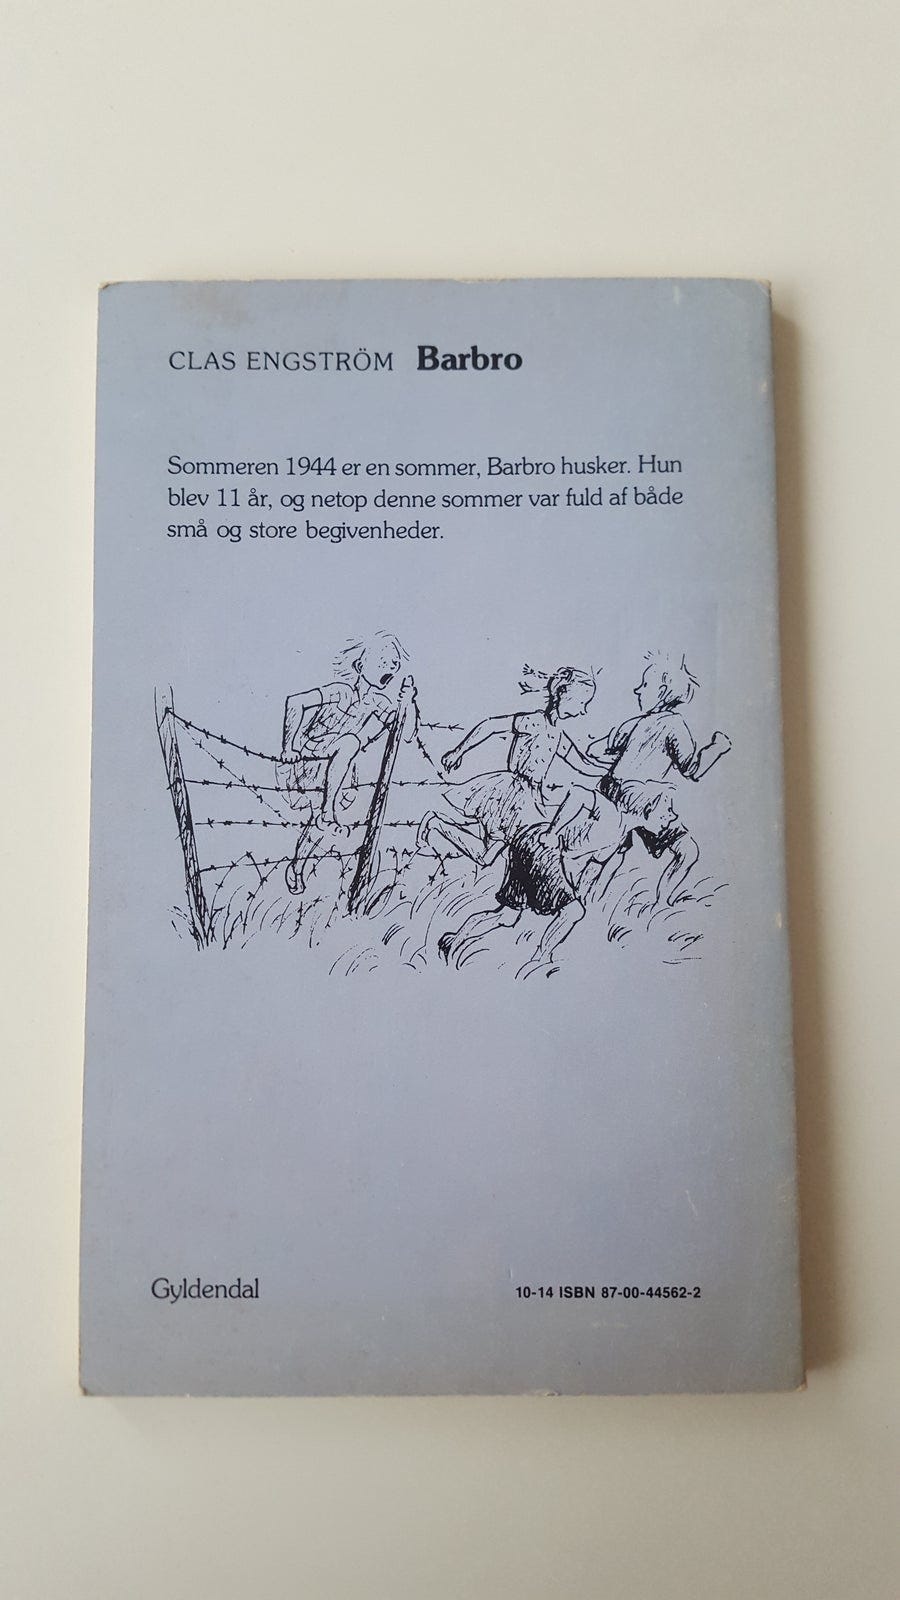 CLAS ENGSTRÖM Barbro
Sommeren 1944 er en sommer, Barbro husker. Hun
blev 11 år, og netop denne sommer var fuld af både
små og store begivenheder.
Gyldendal
10-14 ISBN 87-00-44562-2